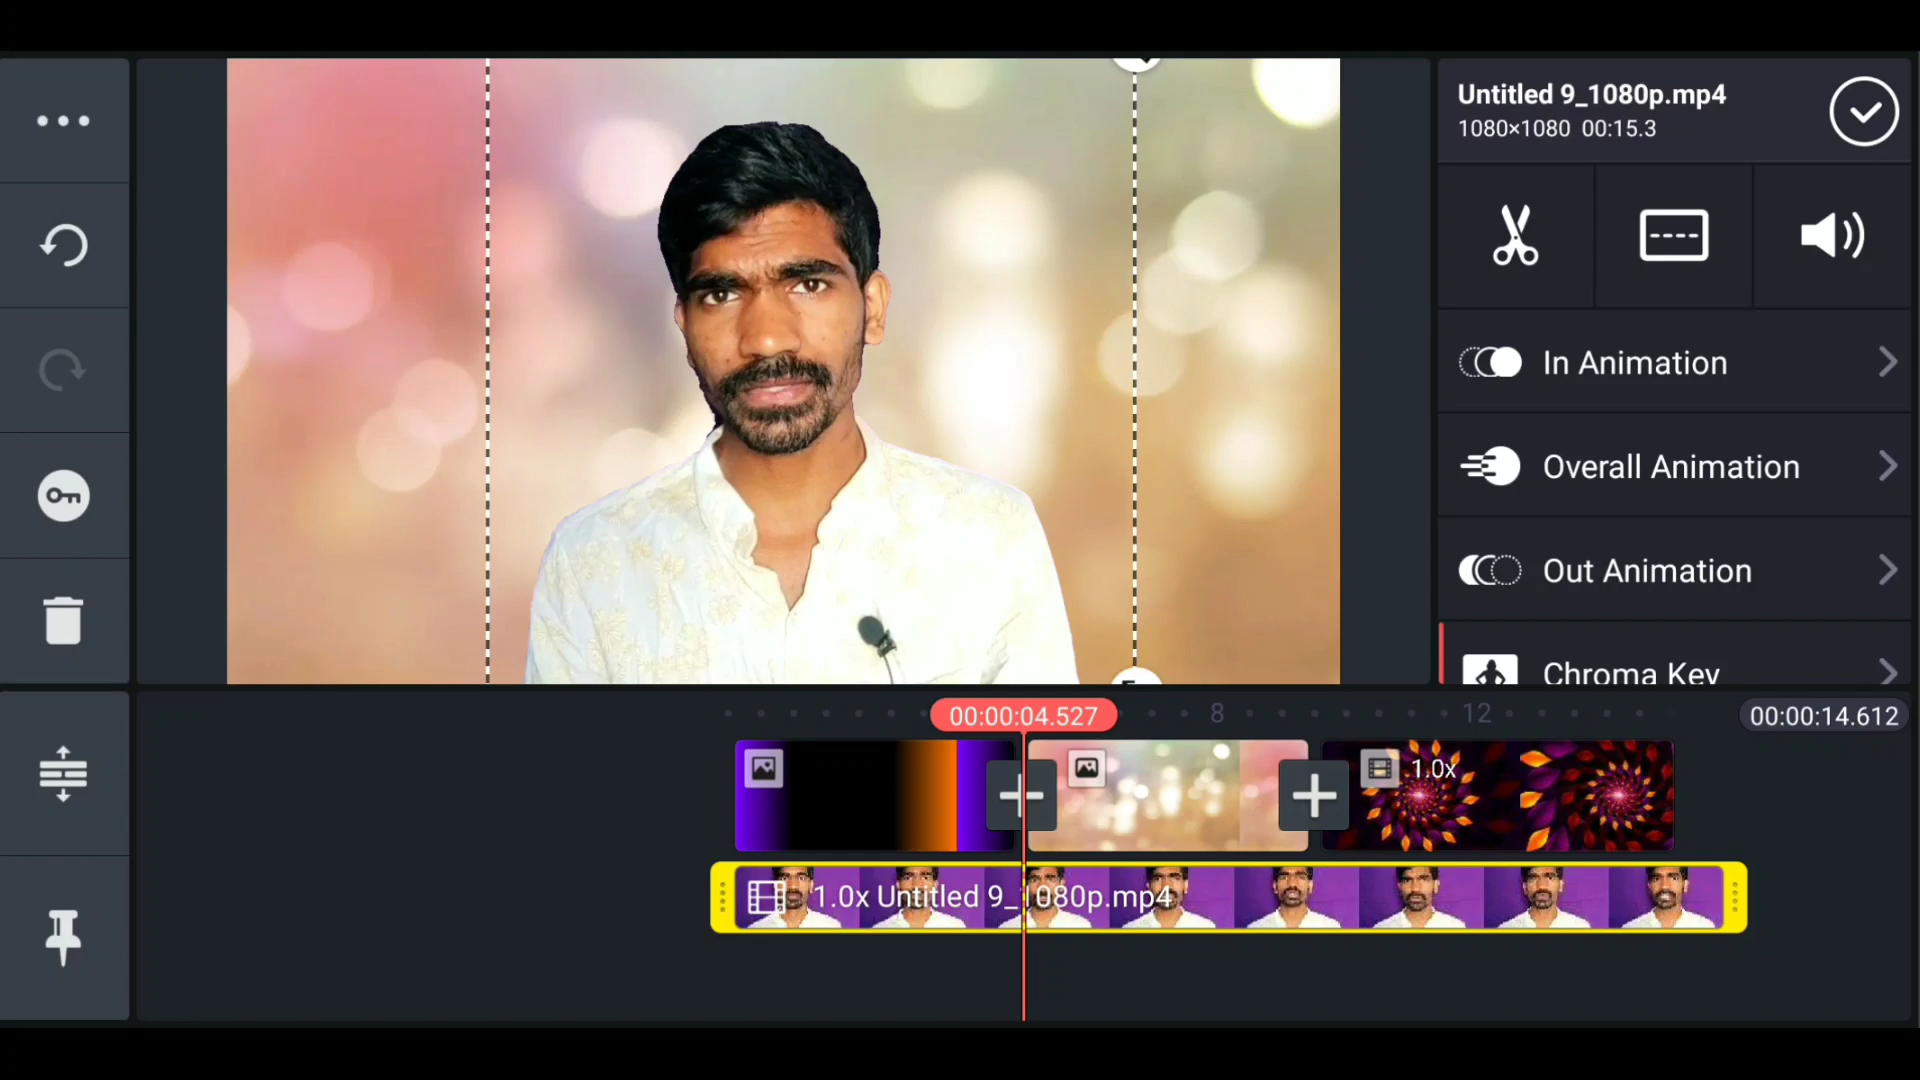 Untitled 9_1080p.mp4
1080×1080 00:15.3
In Animation
Overall Animation
Out Animation
Chroma Key
00:00:04.527
8
12
00:00:14.612
1.0x
1.0x Untitled 9_1080p.mp4